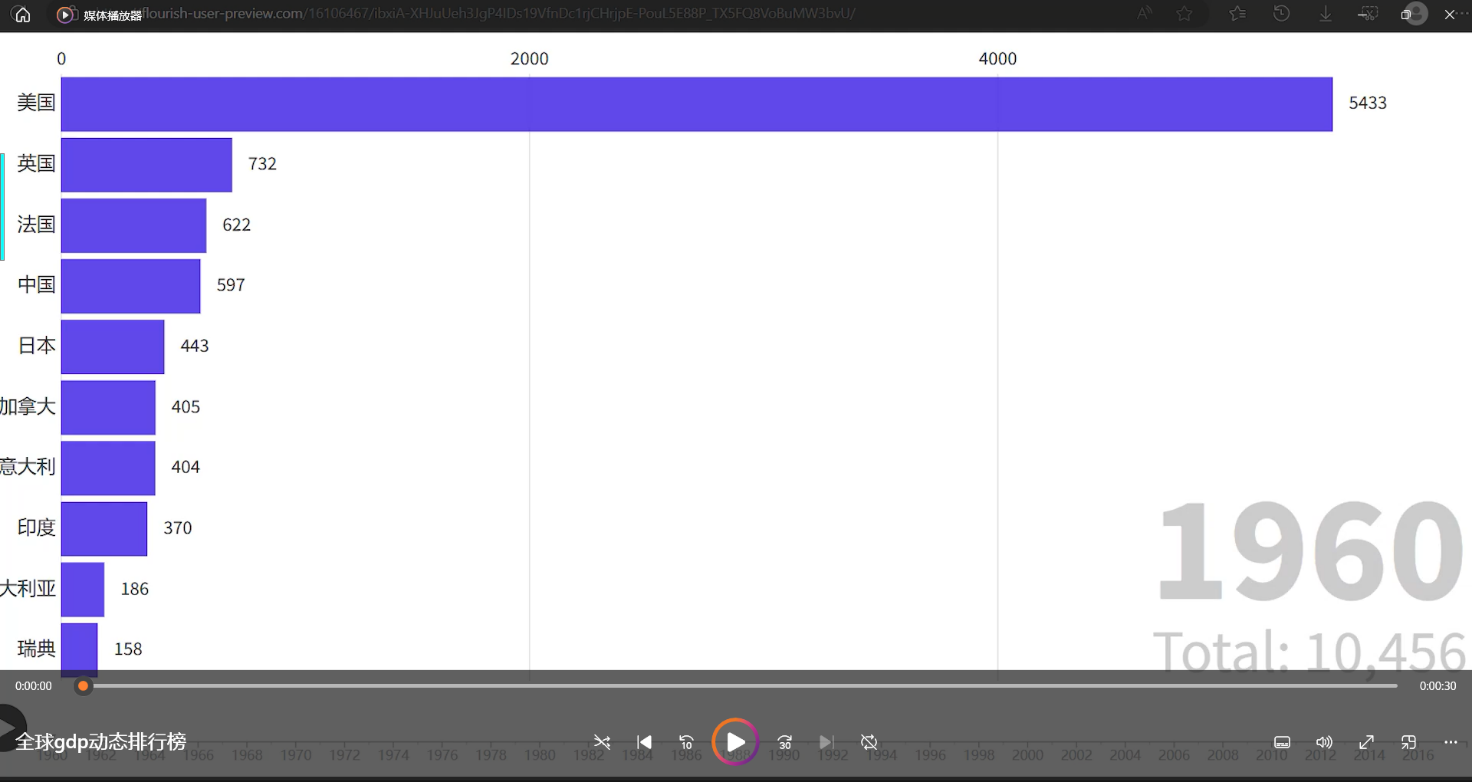 媒体播放器
flourish-user-preview.com/16106467/ibxiA-XHJuUeh3JgP4IDs19VfnDc1rjCHrjpE-PouL5E88P_TX5FQ8VoBuMW3bvU/
0 2000 4000
美国 5433
英国 732
法国 622
中国 597
日本 443
加拿大 405
意大利 404
印度 370
大利亚 186
瑞典 158
1960
Total: 10,456
0:00:00 0:00:30
全球gdp动态排行榜
10 30
1960 1962 1964 1966 1968 1970 1972 1974 1976 1978 1980 1982 1984 1986 1988 1990 1992 1994 1996 1998 2000 2002 2004 2006 2008 2010 2012 2014 2016